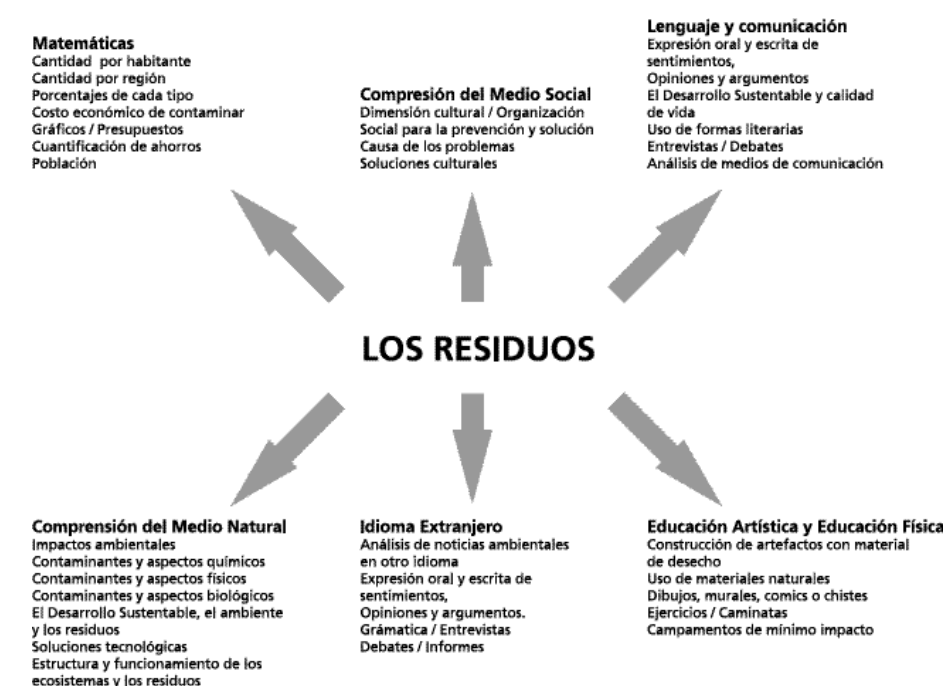 Matemáticas
Cantidad por habitante
Cantidad por región
Porcentajes de cada tipo
Costo económico de contaminar
Gráficos / Presupuestos
Cuantificación de ahorros
Población
Compresión del Medio Social
Dimensión cultural / Organización
Social para la prevención y solución
Causa de los problemas
Soluciones culturales
Lenguaje y comunicación
Expresión oral y escrita de
sentimientos,
Opiniones y argumentos
El Desarrollo Sustentable y calidad
de vida
Uso de formas literarias
Entrevistas / Debates
Análisis de medios de comunicación
LOS RESIDUOS
Comprensión del Medio Natural
Impactos ambientales
Contaminantes y aspectos químicos
Contaminantes y aspectos físicos
Contaminantes y aspectos biológicos
El Desarrollo Sustentable, el ambiente
y los residuos
Soluciones tecnológicas
Estructura y funcionamiento de los
ecosistemas y los residuos
Idioma Extranjero
Análisis de noticias ambientales
en otro idioma
Expresión oral y escrita de
sentimientos,
Opiniones y argumentos.
Grámatica / Entrevistas
Debates / Informes
Educación Artística y Educación Física
Construcción de artefactos con material
de desecho
Uso de materiales naturales
Dibujos, murales, comics o chistes
Ejercicios / Caminatas
Campamentos de mínimo impacto